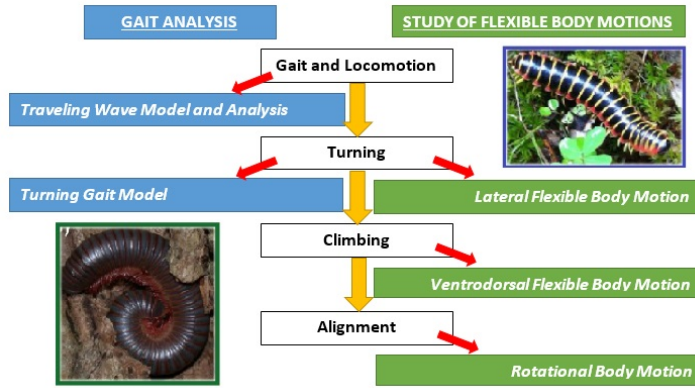 GAIT ANALYSIS
STUDY OF FLEXIBLE BODY MOTIONS
Gait and Locomotion
Traveling Wave Model and Analysis
Turning
Turning Gait Model
Lateral Flexible Body Motion
Climbing
Ventrodorsal Flexible Body Motion
Alignment
Rotational Body Motion